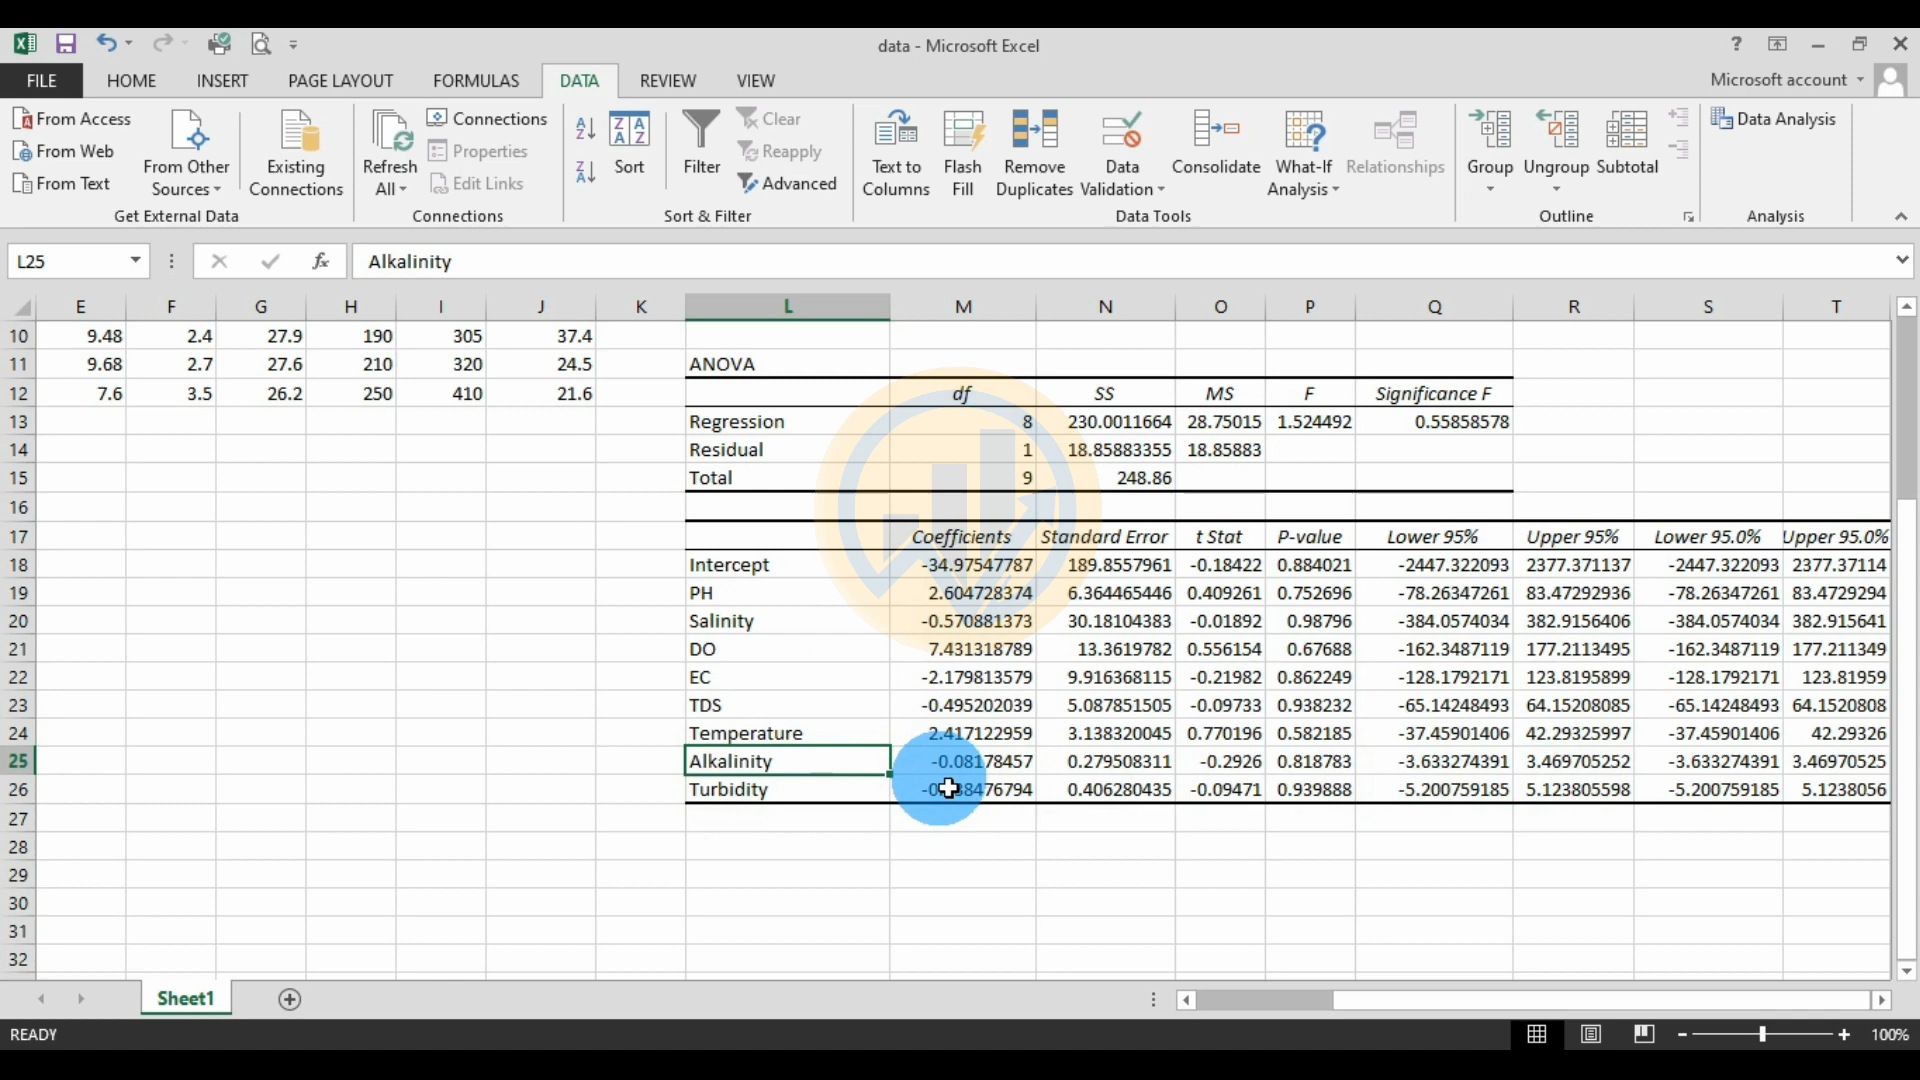 data - Microsoft Excel
FILE HOME INSERT PAGE LAYOUT FORMULAS DATA REVIEW VIEW Microsoft account
From Access
From Web
From Text
From Other Sources
Existing Connections
Get External Data
Refresh All
Connections
Properties
Edit Links
Connections
Sort
Filter
Clear
Reapply
Advanced
Sort & Filter
Text to Columns
Flash Fill
Remove Duplicates
Data Validation
Consolidate
What-If Analysis
Relationships
Data Tools
Group
Ungroup
Subtotal
Outline
Data Analysis
Analysis
L25 fx Alkalinity
E F G H I J K L M N O P Q R S T
10 9.48 2.4 27.9 190 305 37.4
11 9.68 2.7 27.6 210 320 24.5 ANOVA
12 7.6 3.5 26.2 250 410 21.6 df SS MS F Significance F
13 Regression 8 230.0011664 28.75015 1.524492 0.55858578
14 Residual 1 18.85883355 18.85883
15 Total 9 248.86
16
17 Coefficients Standard Error t Stat P-value Lower 95% Upper 95% Lower 95.0% Upper 95.0%
18 Intercept -34.97547787 189.8557961 -0.18422 0.884021 -2447.322093 2377.371137 -2447.322093 2377.37114
19 PH 2.604728374 6.364465446 0.409261 0.752696 -78.26347261 83.47292936 -78.26347261 83.4729294
20 Salinity -0.570881373 30.18104383 -0.01892 0.98796 -384.0574034 382.9156406 -384.0574034 382.915641
21 DO 7.431318789 13.3619782 0.556154 0.67688 -162.3487119 177.2113495 -162.3487119 177.211349
22 EC -2.179813579 9.916368115 -0.21982 0.862249 -128.1792171 123.8195899 -128.1792171 123.81959
23 TDS -0.495202039 5.087851505 -0.09733 0.938232 -65.14248493 64.15208085 -65.14248493 64.1520808
24 Temperature 2.417122959 3.138320045 0.770196 0.582185 -37.45901406 42.29325997 -37.45901406 42.29326
25 Alkalinity -0.08178457 0.279508311 -0.2926 0.818783 -3.633274391 3.469705252 -3.633274391 3.46970525
26 Turbidity 0.406280435 -0.09471 0.939888 -5.200759185 5.123805598 -5.200759185 5.1238056
27
28
29
30
31
32
Sheet1
READY 100%